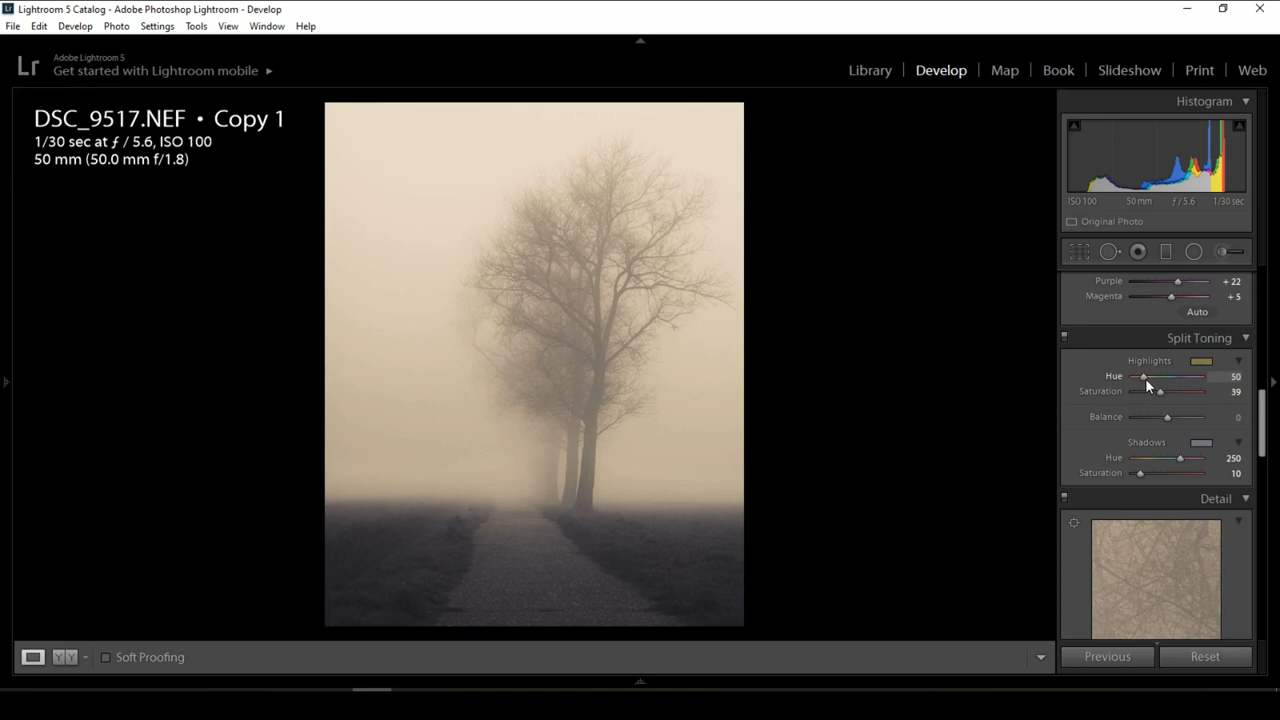 Lr Lightroom 5 Catalog - Adobe Photoshop Lightroom - Develop
File Edit Develop Photo Settings Tools View Window Help
Lr
Adobe Lightroom 5
Get started with Lightroom mobile ▸
Library Develop Map Book Slideshow Print Web
DSC_9517.NEF • Copy 1
1/30 sec at ƒ / 5.6, ISO 100
50 mm (50.0 mm f/1.8)
Histogram
ISO 100 50 mm ƒ / 5.6 1/30 sec
Original Photo
Purple + 22
Magenta + 5
Auto
Split Toning
Highlights
Hue 50
Saturation 39
Balance 0
Shadows
Hue 250
Saturation 10
Detail
Previous Reset
YY Soft Proofing